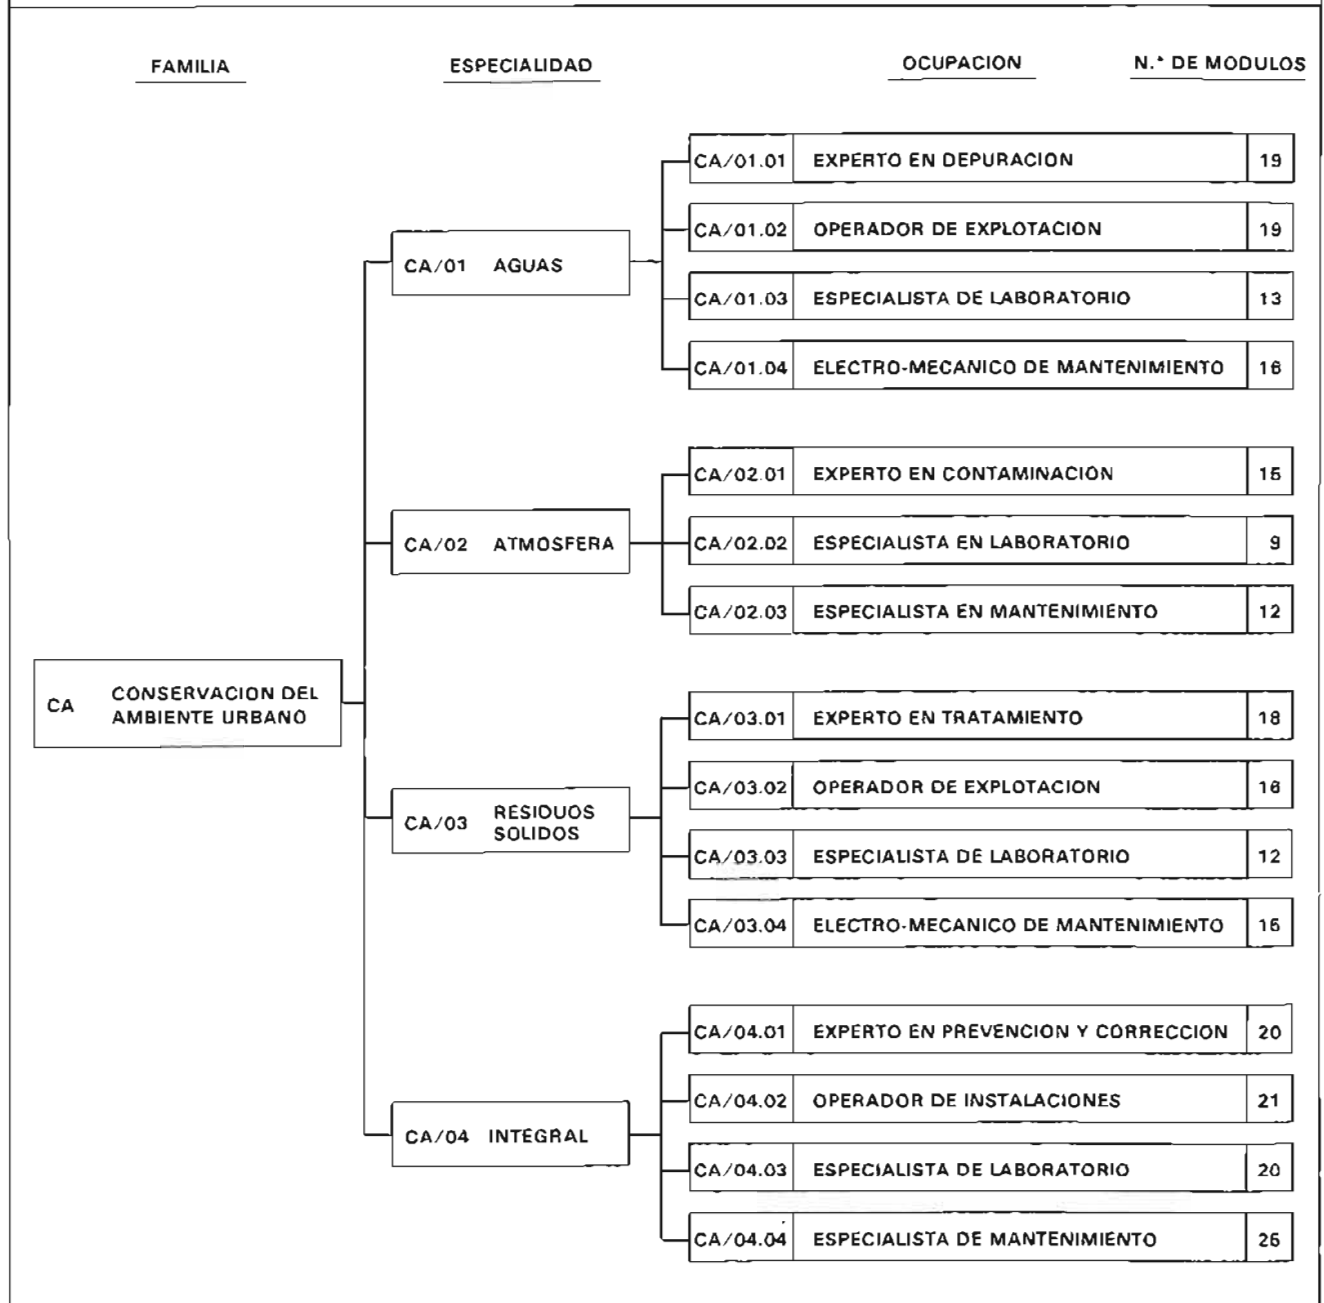 FAMILIA ESPECIALIDAD OCUPACION N.º DE MODULOS
CA/01.01 EXPERTO EN DEPURACION 19
CA/01.02 OPERADOR DE EXPLOTACION 19
CA/01 AGUAS
CA/01.03 ESPECIALISTA DE LABORATORIO 13
CA/01.04 ELECTRO-MECANICO DE MANTENIMIENTO 16
CA/02.01 EXPERTO EN CONTAMINACION 15
CA/02 ATMOSFERA
CA/02.02 ESPECIALISTA EN LABORATORIO 9
CA/02.03 ESPECIALISTA EN MANTENIMIENTO 12
CA CONSERVACION DEL
AMBIENTE URBANO
CA/03.01 EXPERTO EN TRATAMIENTO 18
CA/03.02 OPERADOR DE EXPLOTACION 16
CA/03 RESIDUOS
SOLIDOS
CA/03.03 ESPECIALISTA DE LABORATORIO 12
CA/03.04 ELECTRO-MECANICO DE MANTENIMIENTO 15
CA/04.01 EXPERTO EN PREVENCION Y CORRECCION 20
CA/04.02 OPERADOR DE INSTALACIONES 21
CA/04 INTEGRAL
CA/04.03 ESPECIALISTA DE LABORATORIO 20
CA/04.04 ESPECIALISTA DE MANTENIMIENTO 25